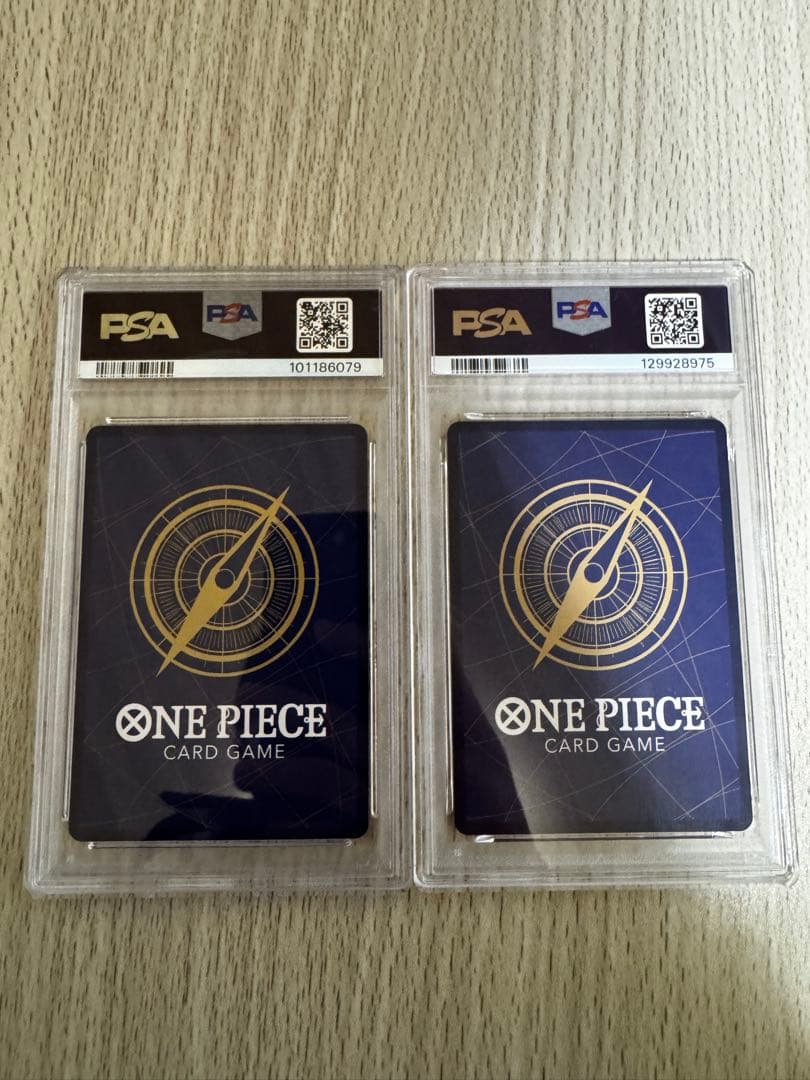 PSA PSA
101186079
ONE PIECE
CARD GAME
PSA PSA
129928975
ONE PIECE
CARD GAME